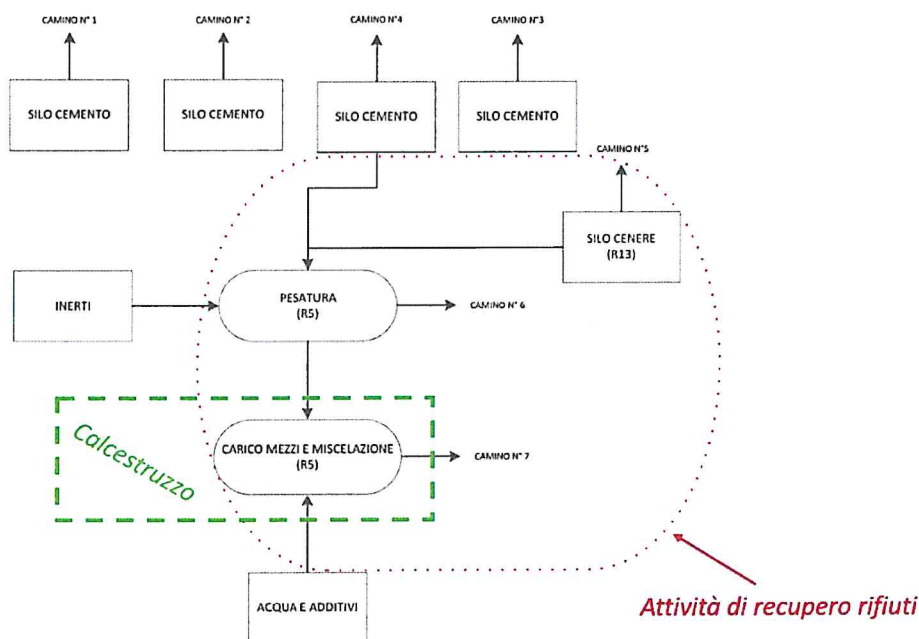 CAMINO N° 1
CAMINO N° 2
CAMINO N°4
CAMINO N°3
SILO CEMENTO
SILO CEMENTO
SILO CEMENTO
SILO CEMENTO
CAMINO N°5
SILO CENERE
(R13)
INERTI
PESATURA
(R5)
CAMINO N° 6
Calcestruzzo
CARICO MEZZI E MISCELAZIONE
(R5)
CAMINO N° 7
ACQUA E ADDITIVI
Attività di recupero rifiuti